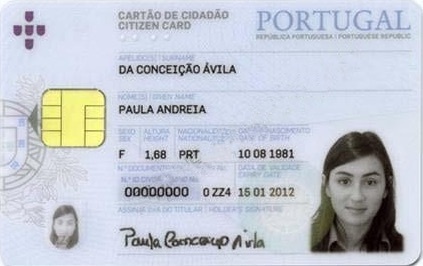 CARTÃO DE CIDADÃO
CITIZEN CARD
PORTUGAL
REPÚBLICA PORTUGUESA / PORTUGUESE REPUBLIC
APELIDO(S) / SURNAME
DA CONCEIÇÃO ÁVILA
NOME(S) / GIVEN NAME
PAULA ANDREIA
SEXO ALTURA NACIONALIDADE DATA DE NASCIMENTO
SEX HEIGHT NATIONALITY DATE OF BIRTH
F 1,68 PRT 10 08 1981
DATA DE VALIDADE
EXPIRY DATE
00000000 0 ZZ4 15 01 2012
ASSINATURA DO TITULAR / HOLDER'S SIGNATURE
Paula Ávila